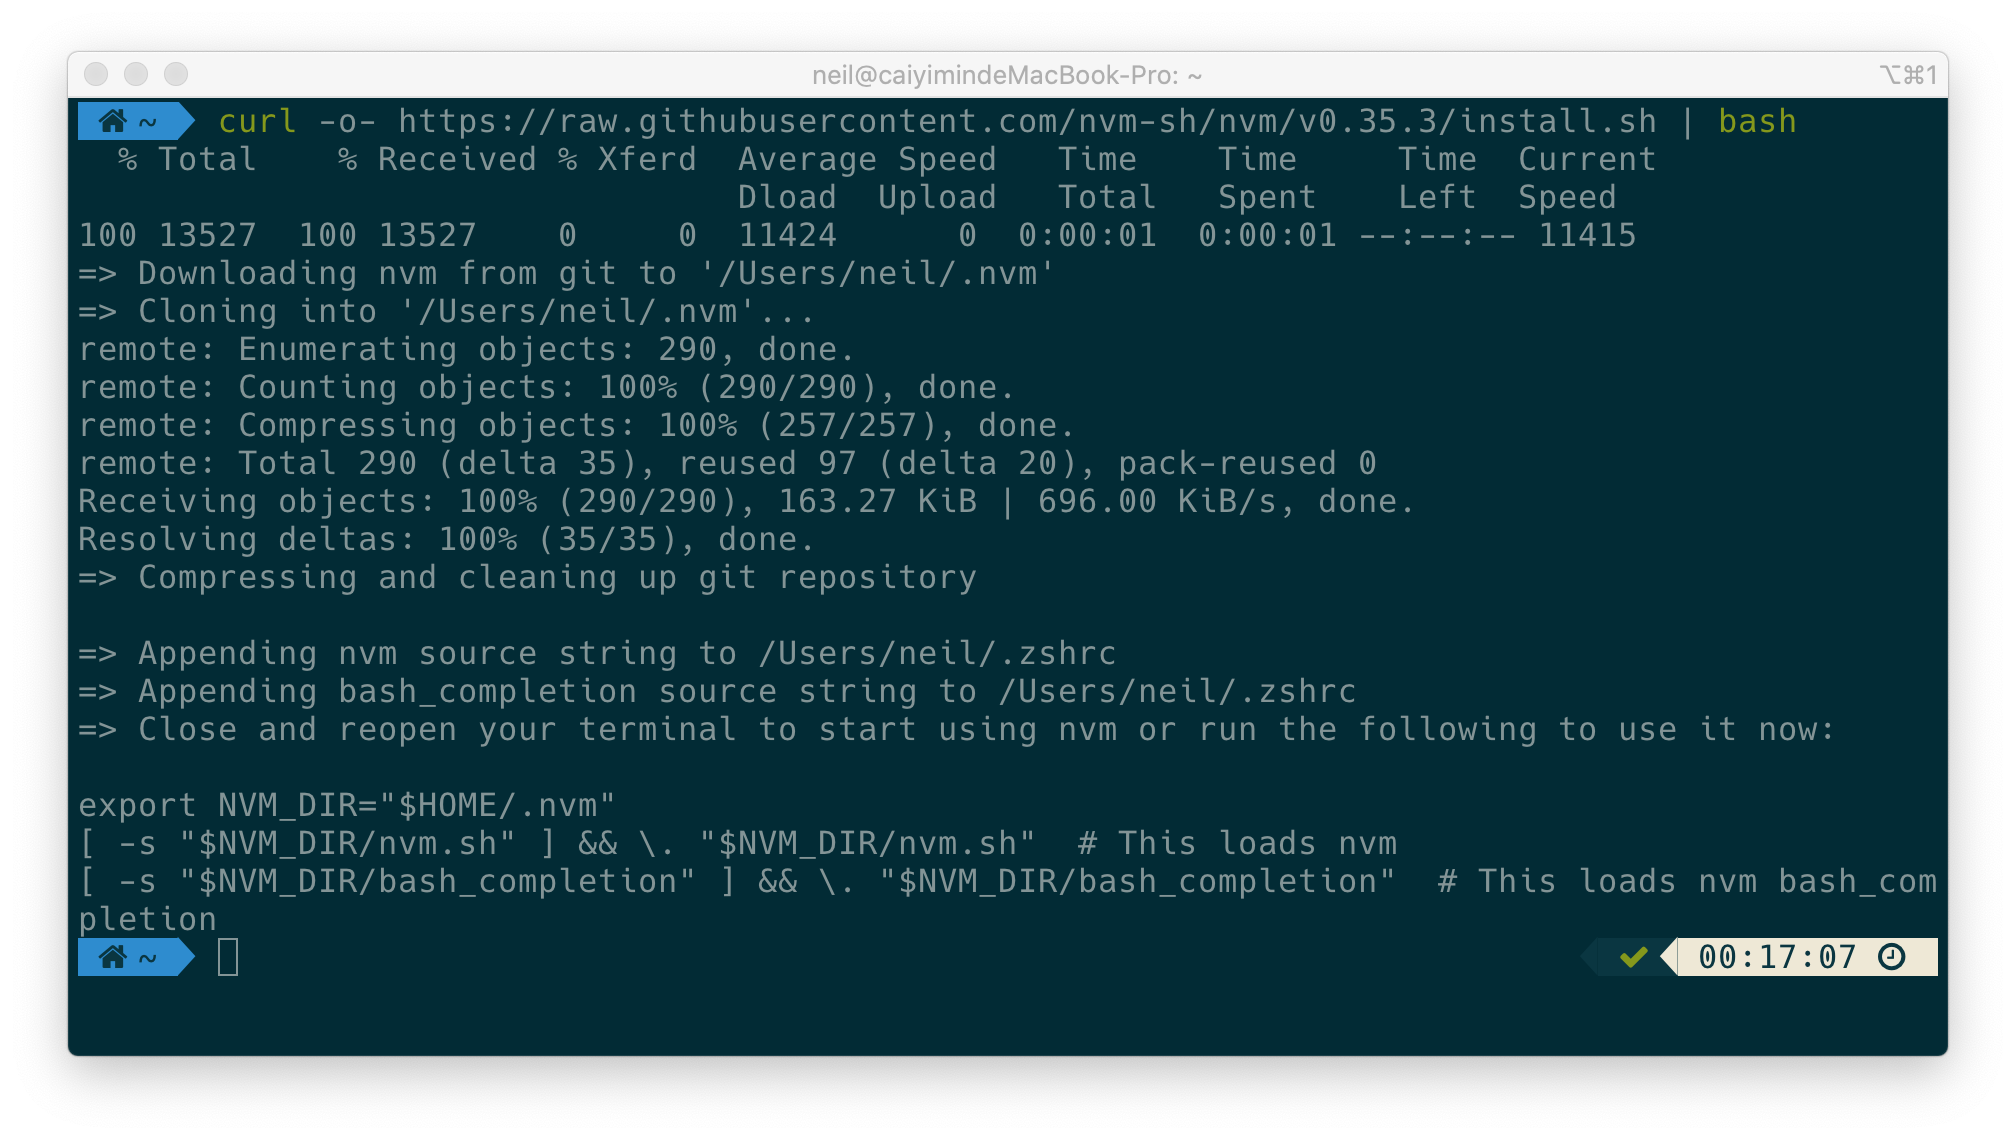 neil@caiyimindeMacBook-Pro: ~ ⌥⌘1
~ curl -o- https://raw.githubusercontent.com/nvm-sh/nvm/v0.35.3/install.sh | bash
  % Total    % Received % Xferd  Average Speed   Time    Time     Time  Current
                                 Dload  Upload   Total   Spent    Left  Speed
100 13527  100 13527    0     0  11424      0  0:00:01  0:00:01 --:--:-- 11415
=> Downloading nvm from git to '/Users/neil/.nvm'
=> Cloning into '/Users/neil/.nvm'...
remote: Enumerating objects: 290, done.
remote: Counting objects: 100% (290/290), done.
remote: Compressing objects: 100% (257/257), done.
remote: Total 290 (delta 35), reused 97 (delta 20), pack-reused 0
Receiving objects: 100% (290/290), 163.27 KiB | 696.00 KiB/s, done.
Resolving deltas: 100% (35/35), done.
=> Compressing and cleaning up git repository

=> Appending nvm source string to /Users/neil/.zshrc
=> Appending bash_completion source string to /Users/neil/.zshrc
=> Close and reopen your terminal to start using nvm or run the following to use it now:

export NVM_DIR="$HOME/.nvm"
[ -s "$NVM_DIR/nvm.sh" ] && \. "$NVM_DIR/nvm.sh"  # This loads nvm
[ -s "$NVM_DIR/bash_completion" ] && \. "$NVM_DIR/bash_completion"  # This loads nvm bash_com
pletion
~ ✔ 00:17:07